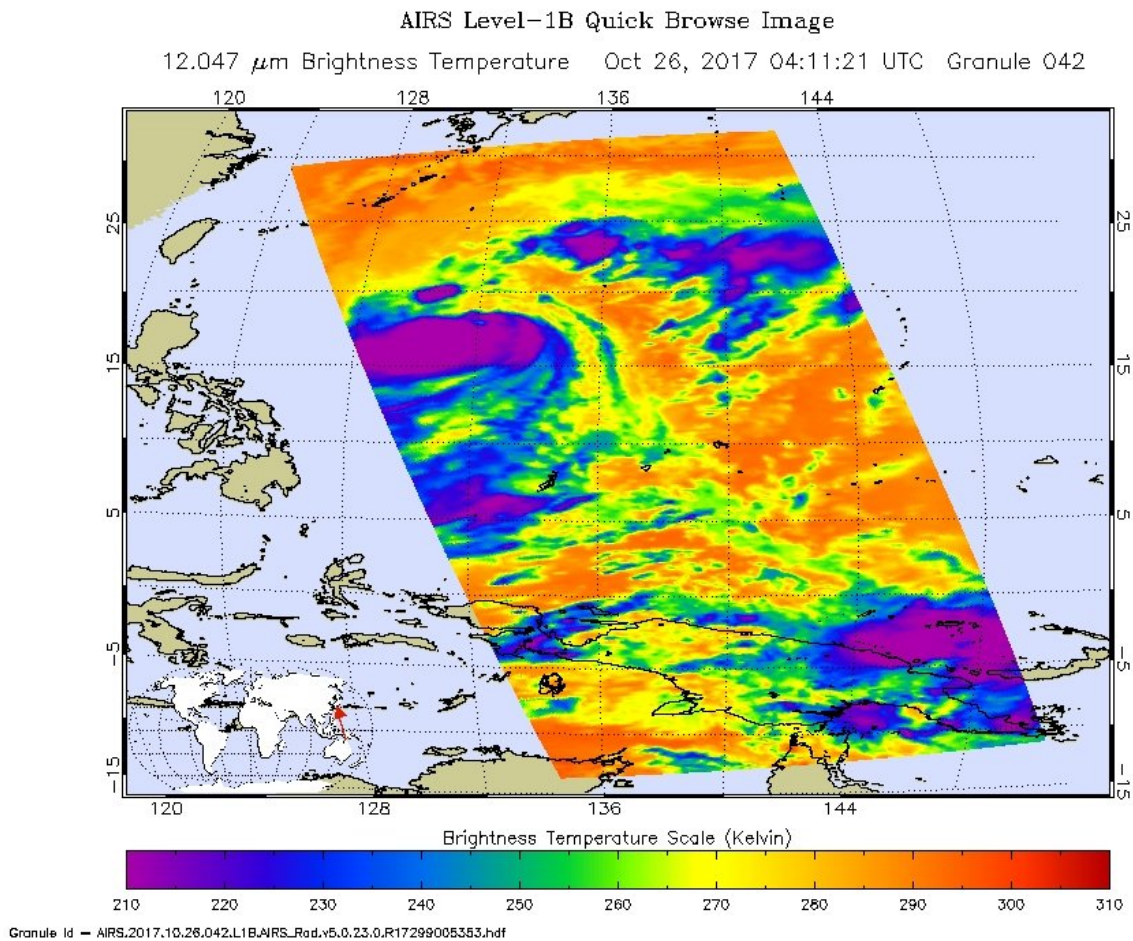 AIRS Level-1B Quick Browse Image
12.047 μm Brightness Temperature Oct 26, 2017 04:11:21 UTC Granule 042
120 128 136 144
25 25
15 15
5 5
-5 -5
-15 -15
120 128 136 144
Brightness Temperature Scale (Kelvin)
210 220 230 240 250 260 270 280 290 300 310
Granule Id – AIRS.2017.10.26.042.L1B.AIRS_Rad.v5.0.23.0.R17299005353.hdf